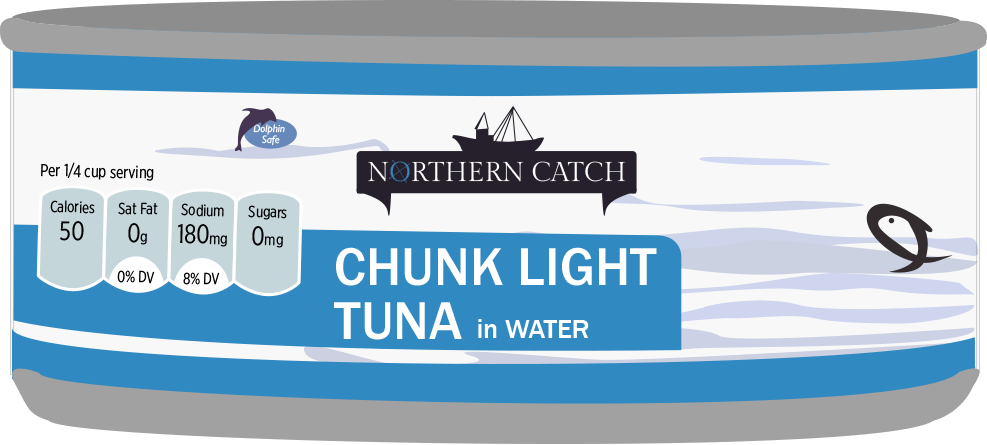 Dolphin
Safe
NORTHERN CATCH
Per 1/4 cup serving
Calories
50
Sat Fat
0g
0% DV
Sodium
180mg
8% DV
Sugars
0mg
CHUNK LIGHT
TUNA in WATER